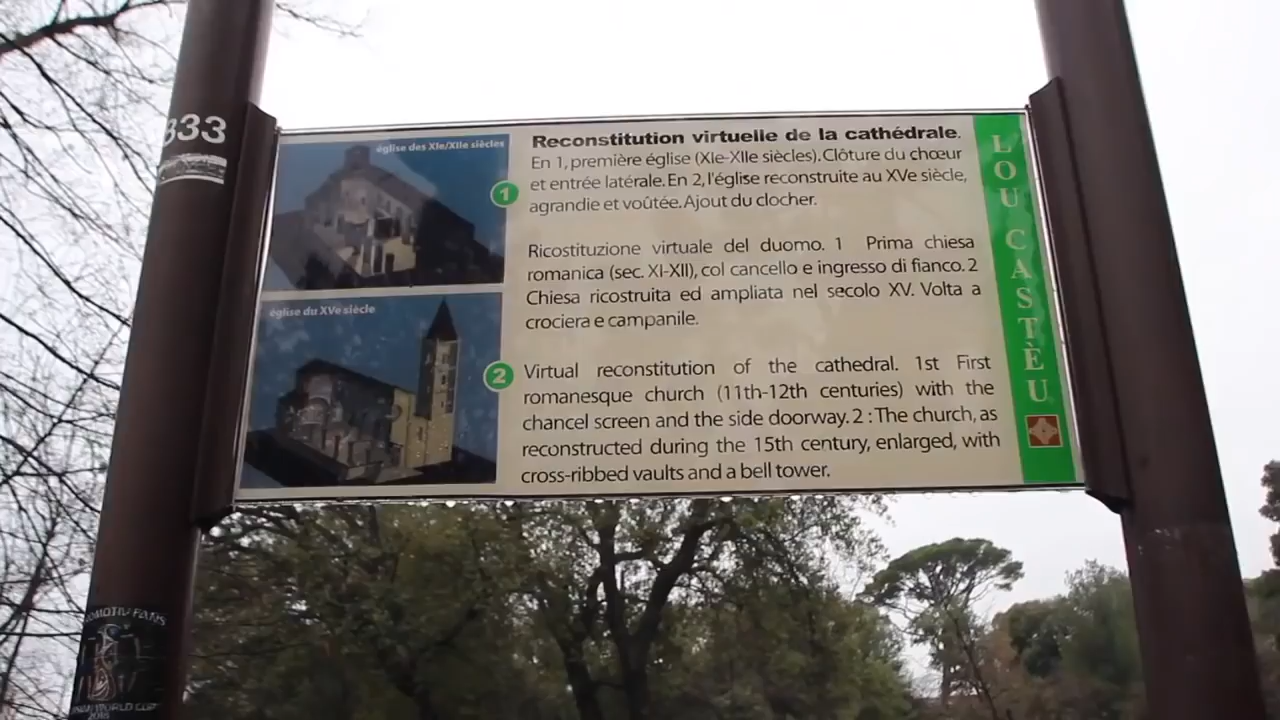 333
église des XIe/XIIe siècles
1
église du XVe siècle
2
Reconstitution virtuelle de la cathédrale.
En 1, première église (XIe-XIIe siècles). Clôture du chœur
et entrée latérale. En 2, l'église reconstruite au XVe siècle,
agrandie et voûtée. Ajout du clocher.
Ricostituzione virtuale del duomo. 1 Prima chiesa
romanica (sec. XI-XII), col cancello e ingresso di fianco. 2
Chiesa ricostruita ed ampliata nel secolo XV. Volta a
crociera e campanile.
Virtual reconstitution of the cathedral. 1st First
romanesque church (11th-12th centuries) with the
chancel screen and the side doorway. 2 : The church, as
reconstructed during the 15th century, enlarged, with
cross-ribbed vaults and a bell tower.
LOU CASTÈU
WORLD CUP